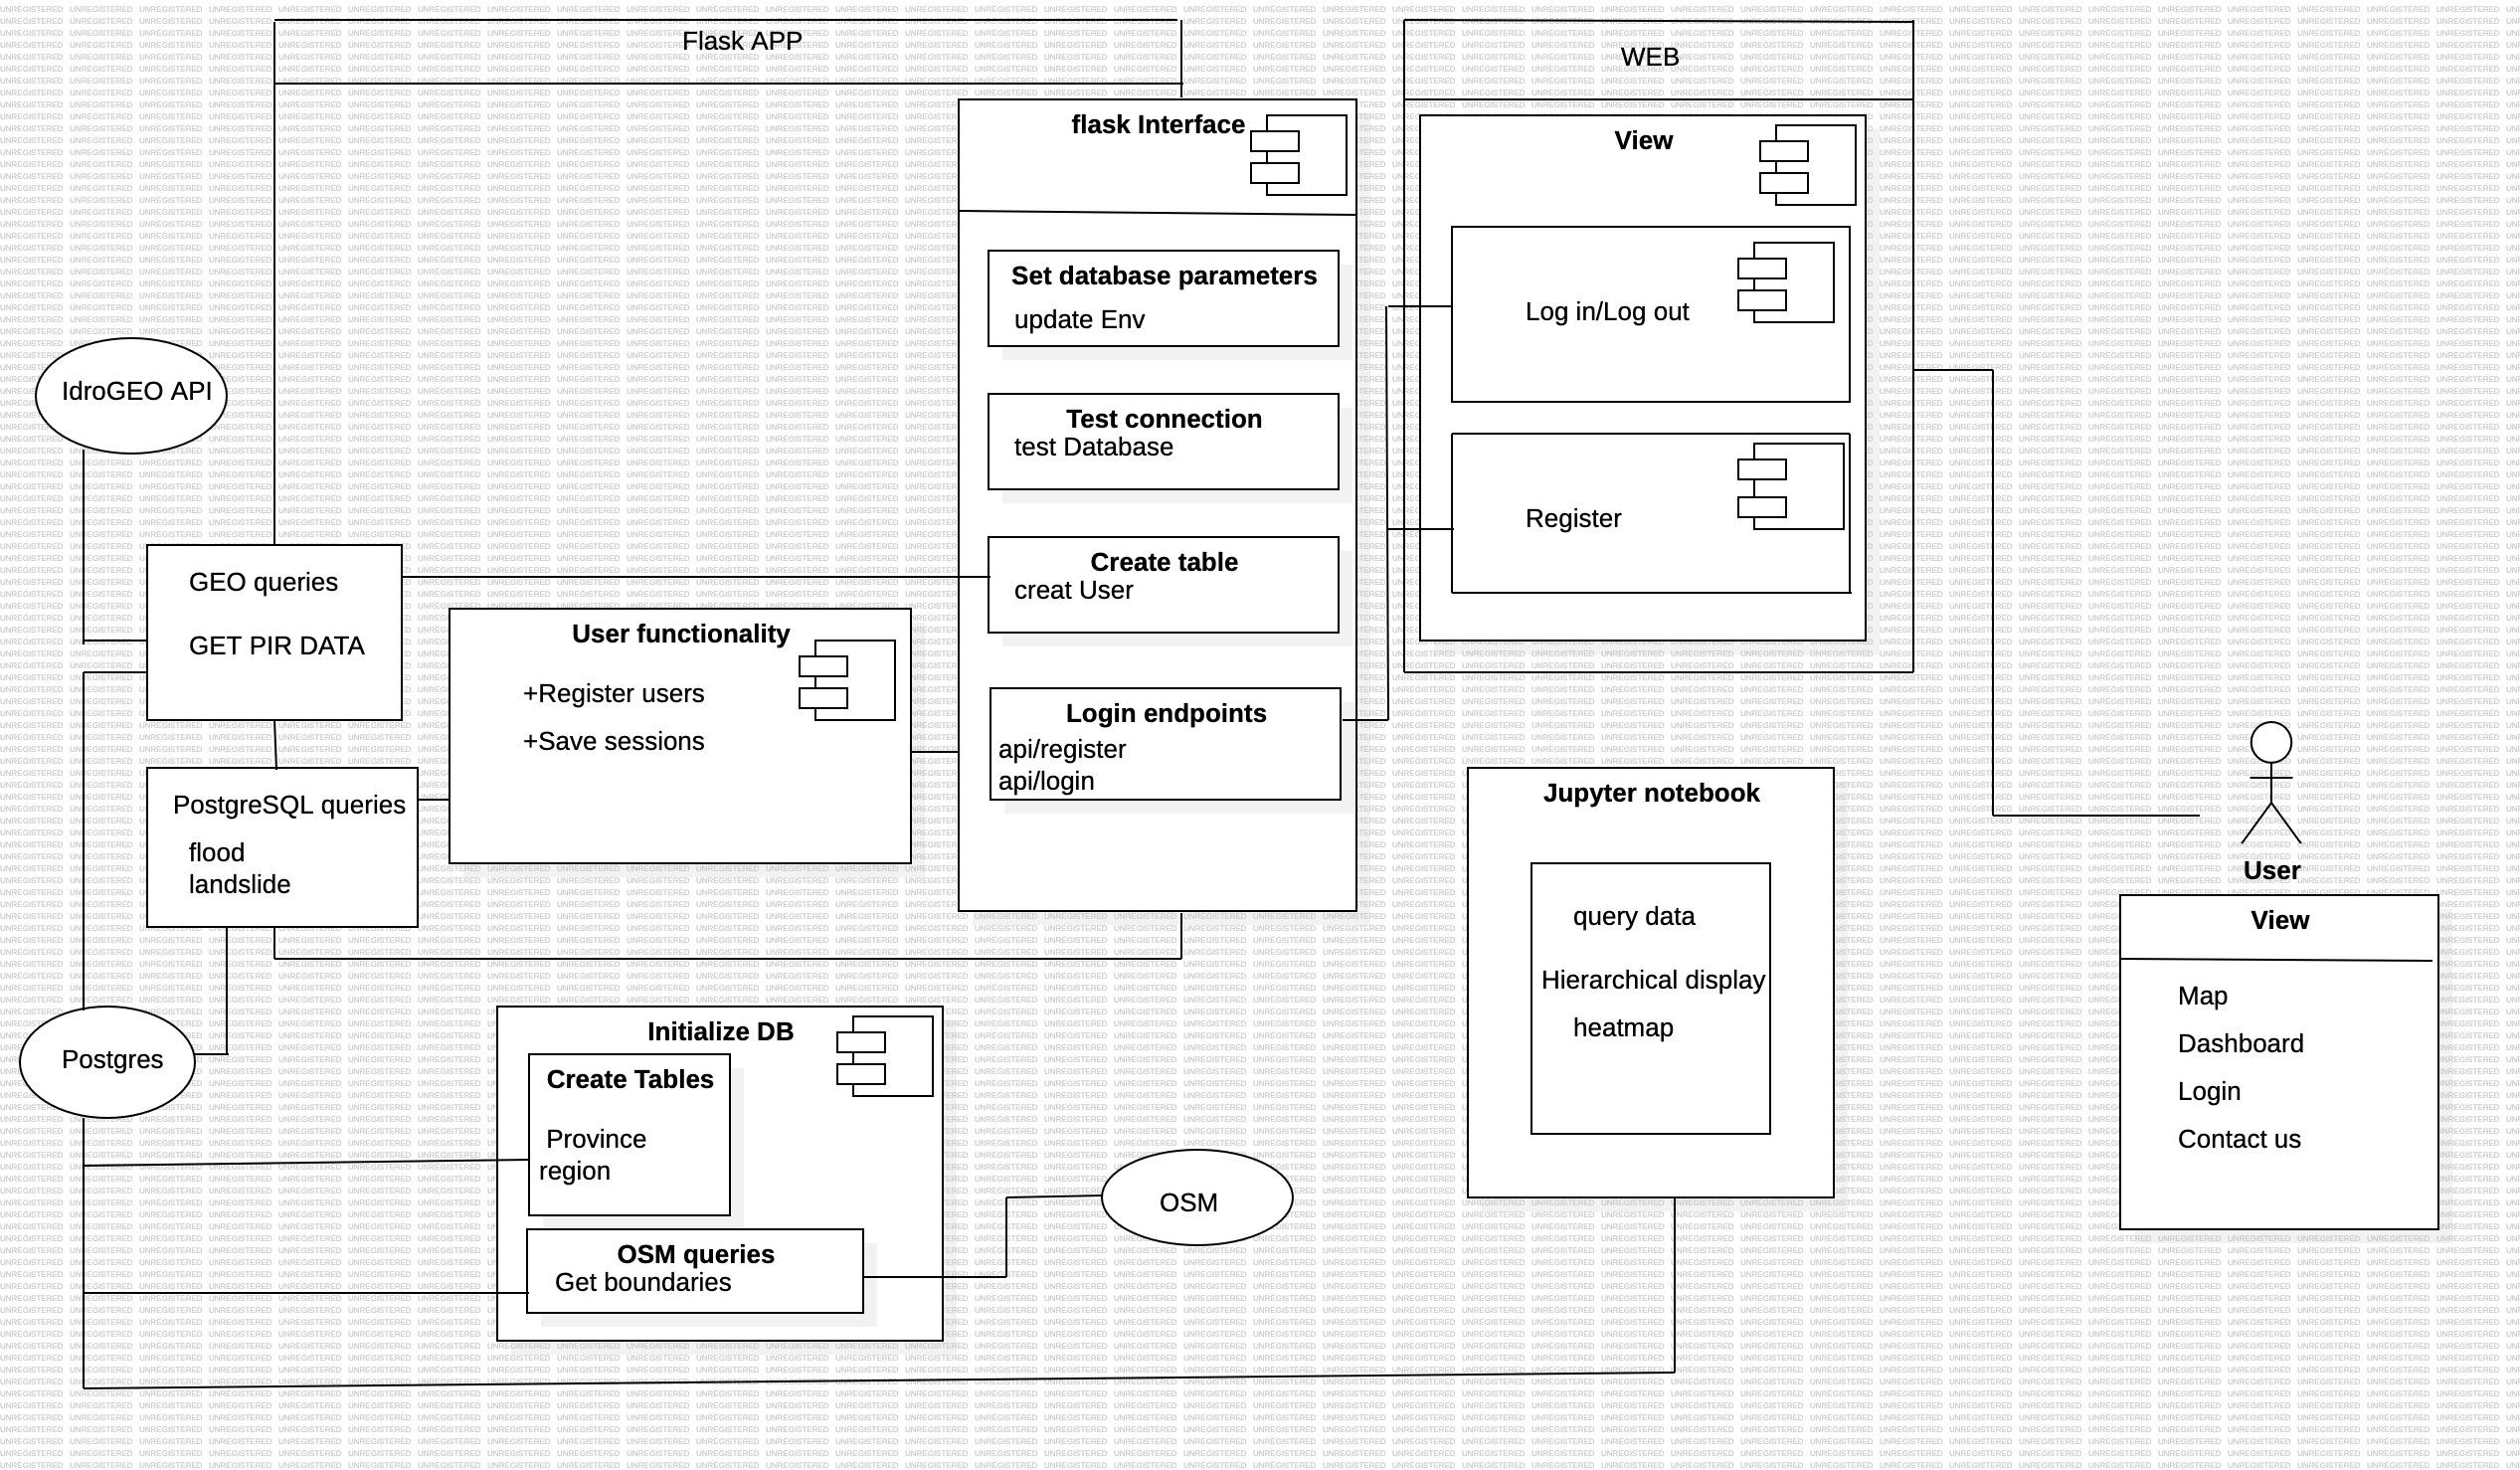 Flask APP
WEB
flask Interface
View
Set database parameters
update Env
Log in/Log out
IdroGEO API
Test connection
test Database
Register
GEO queries
GET PIR DATA
Create table
creat User
User functionality
+Register users
+Save sessions
Login endpoints
api/register
api/login
PostgreSQL queries
flood
landslide
Jupyter notebook
query data
Hierarchical display
heatmap
User
View
Map
Dashboard
Login
Contact us
Postgres
Initialize DB
Create Tables
Province
region
OSM queries
Get boundaries
OSM
UNREGISTERED